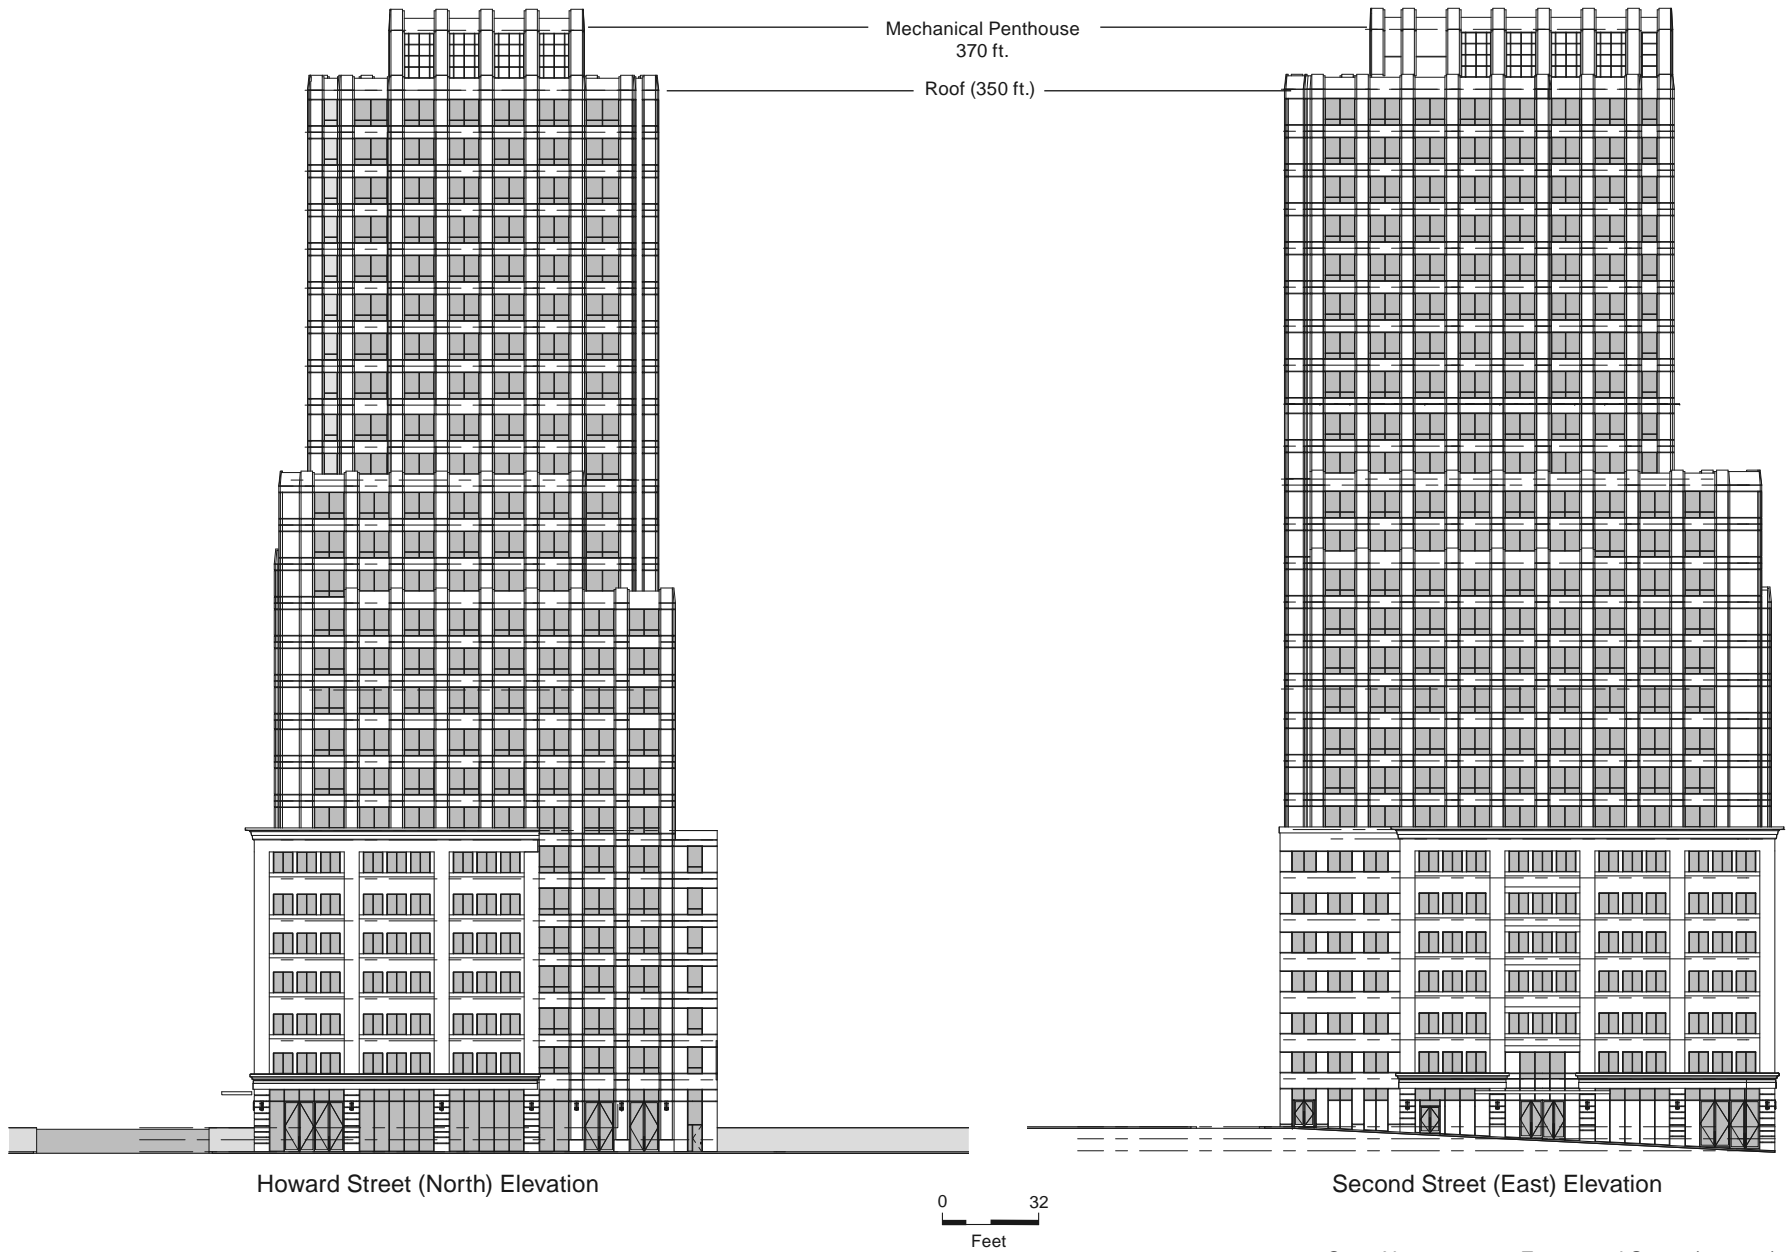 Mechanical Penthouse
370 ft.
Roof (350 ft.)
Howard Street (North) Elevation
Second Street (East) Elevation
0 32
Feet